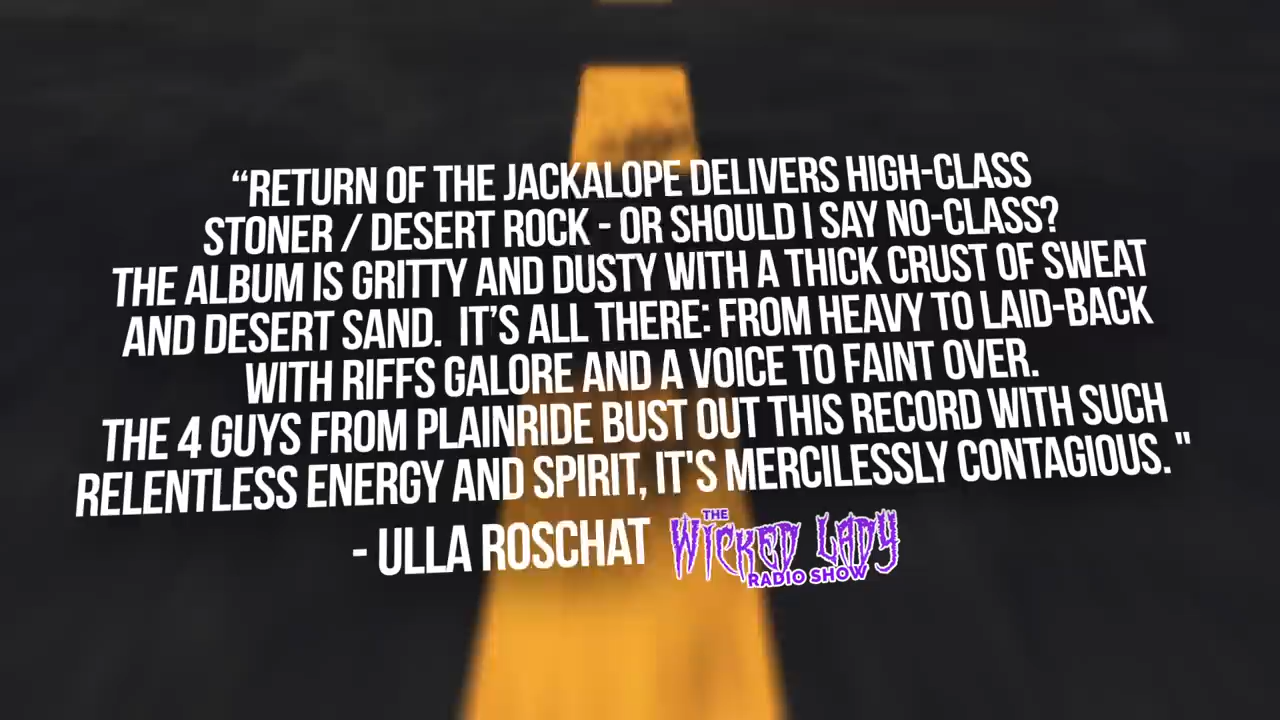 “RETURN OF THE JACKALOPE DELIVERS HIGH-CLASS
STONER / DESERT ROCK - OR SHOULD I SAY NO-CLASS?
THE ALBUM IS GRITTY AND DUSTY WITH A THICK CRUST OF SWEAT
AND DESERT SAND.  IT’S ALL THERE: FROM HEAVY TO LAID-BACK
WITH RIFFS GALORE AND A VOICE TO FAINT OVER.
THE 4 GUYS FROM PLAINRIDE BUST OUT THIS RECORD WITH SUCH
RELENTLESS ENERGY AND SPIRIT, IT'S MERCILESSLY CONTAGIOUS. "
- ULLA ROSCHAT
THE
WICKED LADY
RADIO SHOW